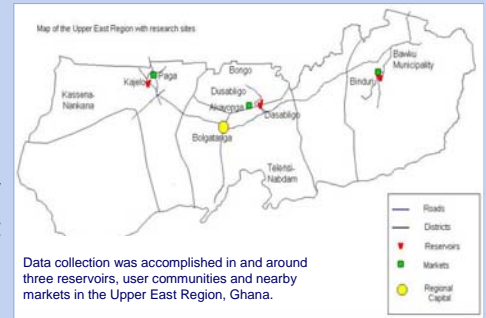 Map of the Upper East Region with research sites
Bawku
Municipality
Paga
Kajelo
Bongo
Binduri
Kassena-
Nankana
Dusabligo
Akayonga
Dasabligo
Bolgatanga
Telensi-
Nabdam
Roads
Districts
Reservoirs
Markets
Regional
Capital
Data collection was accomplished in and around
three reservoirs, user communities and nearby
markets in the Upper East Region, Ghana.